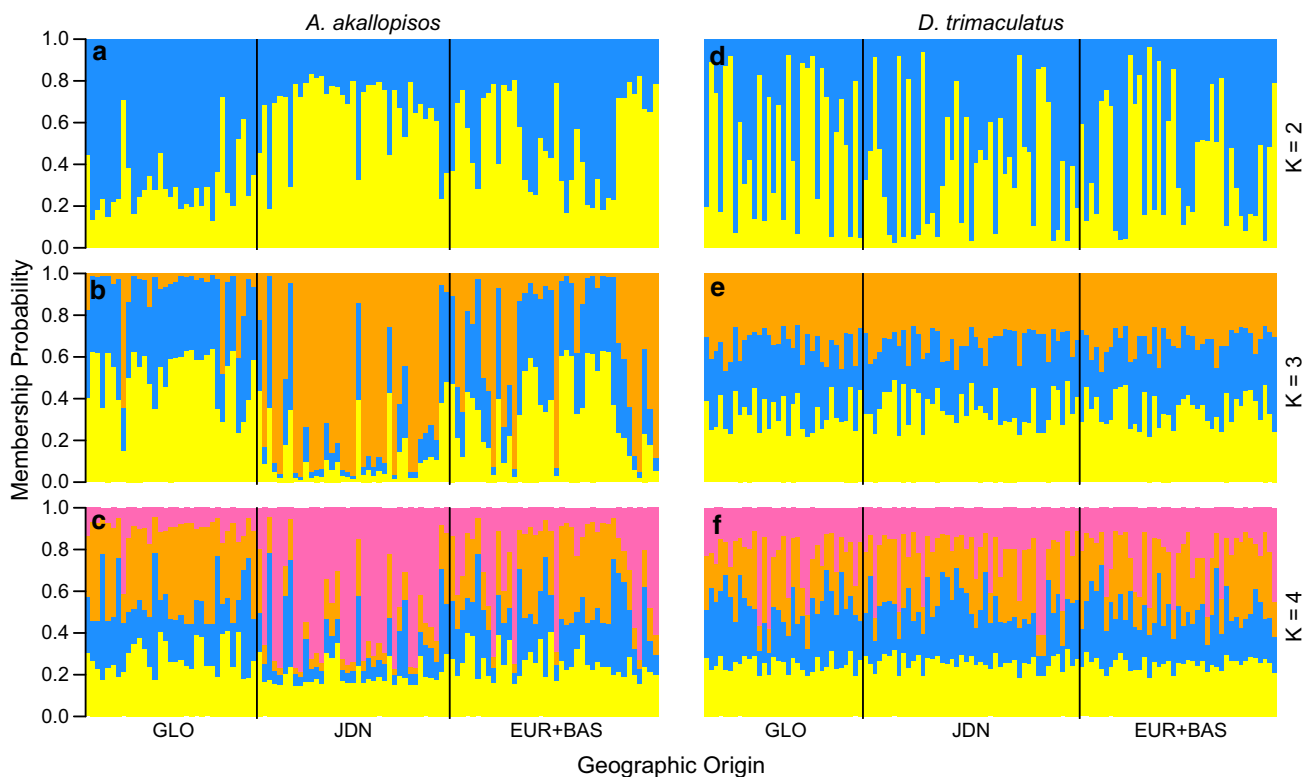 A. akallopisos
D. trimaculatus
Membership Probability
1.0
0.8
0.6
0.4
0.2
0.0
a
d
K = 2
1.0
0.8
0.6
0.4
0.2
0.0
b
e
K = 3
1.0
0.8
0.6
0.4
0.2
0.0
c
f
K = 4
GLO
JDN
EUR+BAS
GLO
JDN
EUR+BAS
Geographic Origin